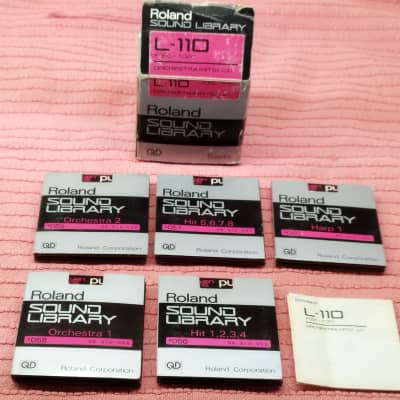 Roland
SOUND LIBRARY
L-110
L-110
Roland
SOUND
LIBRARY
QD
Roland
SOUND
LIBRARY
Orchestra 2
QD Roland Corporation
Roland
SOUND
LIBRARY
Hit 5,6,7,8
QD Roland Corporation
Roland
SOUND
LIBRARY
Harp 1
QD Roland Corporation
Roland
SOUND
LIBRARY
Orchestra 1
QD Roland Corporation
Roland
SOUND
LIBRARY
Hit 1,2,3,4
QD Roland Corporation
L-110